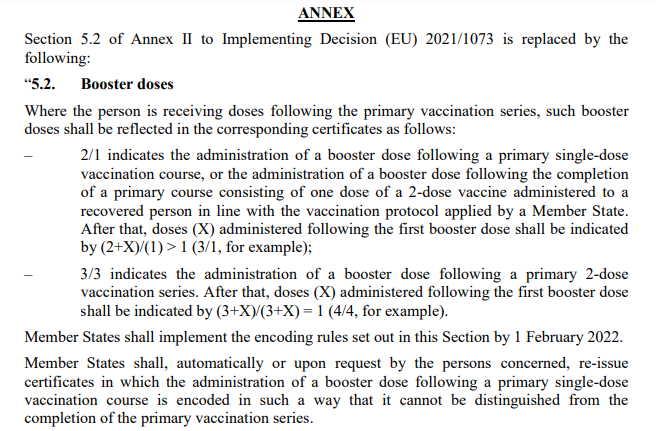 ANNEX
Section 5.2 of Annex II to Implementing Decision (EU) 2021/1073 is replaced by the
following:
“5.2. Booster doses
Where the person is receiving doses following the primary vaccination series, such booster
doses shall be reflected in the corresponding certificates as follows:
– 2/1 indicates the administration of a booster dose following a primary single-dose
vaccination course, or the administration of a booster dose following the completion
of a primary course consisting of one dose of a 2-dose vaccine administered to a
recovered person in line with the vaccination protocol applied by a Member State.
After that, doses (X) administered following the first booster dose shall be indicated
by (2+X)/(1) > 1 (3/1, for example);
– 3/3 indicates the administration of a booster dose following a primary 2-dose
vaccination series. After that, doses (X) administered following the first booster dose
shall be indicated by (3+X)/(3+X) = 1 (4/4, for example).
Member States shall implement the encoding rules set out in this Section by 1 February 2022.
Member States shall, automatically or upon request by the persons concerned, re-issue
certificates in which the administration of a booster dose following a primary single-dose
vaccination course is encoded in such a way that it cannot be distinguished from the
completion of the primary vaccination series.